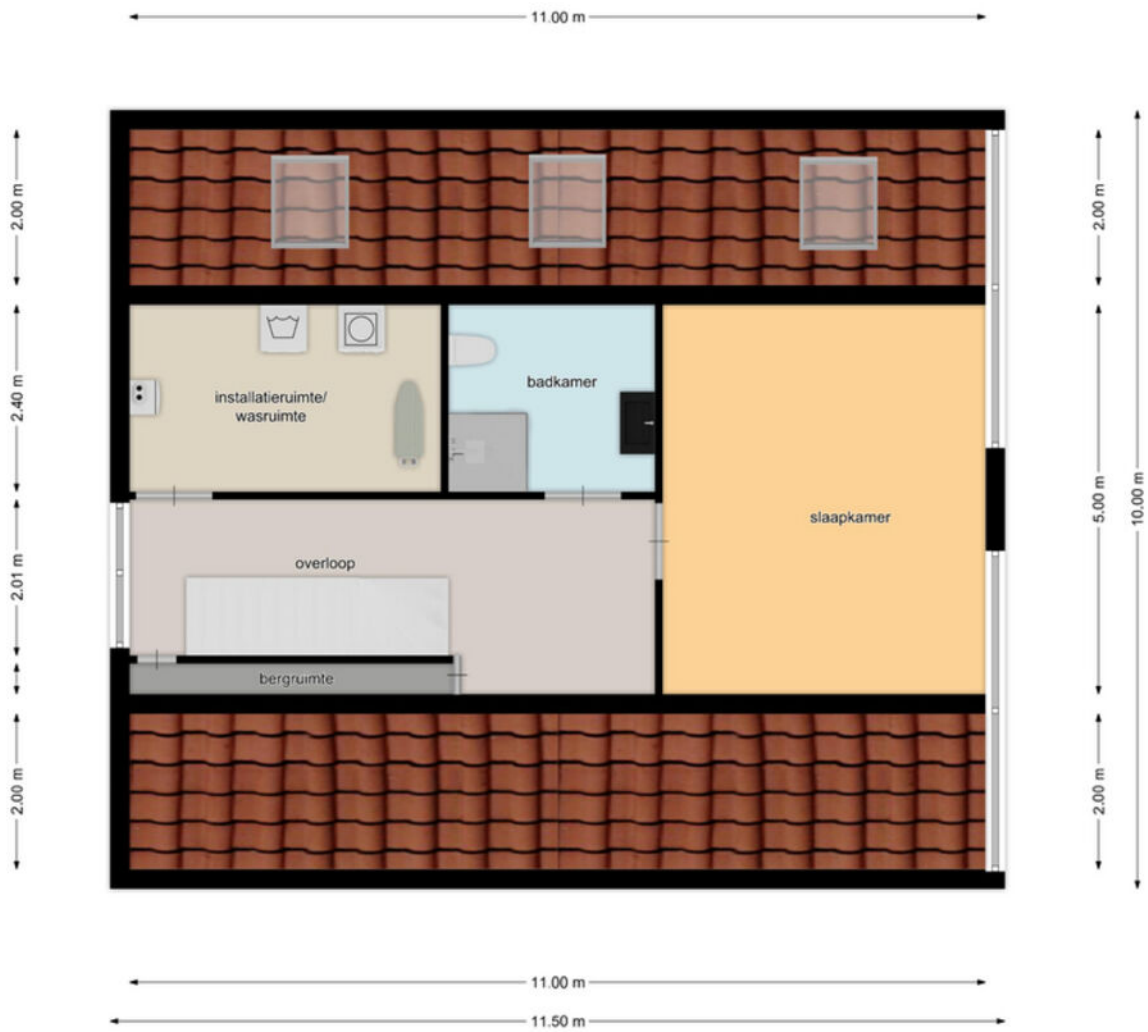 11.00 m
2.00 m
2.00 m
2.40 m
installatieruimte/
wasruimte
badkamer
slaapkamer
5.00 m
10.00 m
overloop
2.01 m
bergruimte
2.00 m
2.00 m
11.00 m
11.50 m